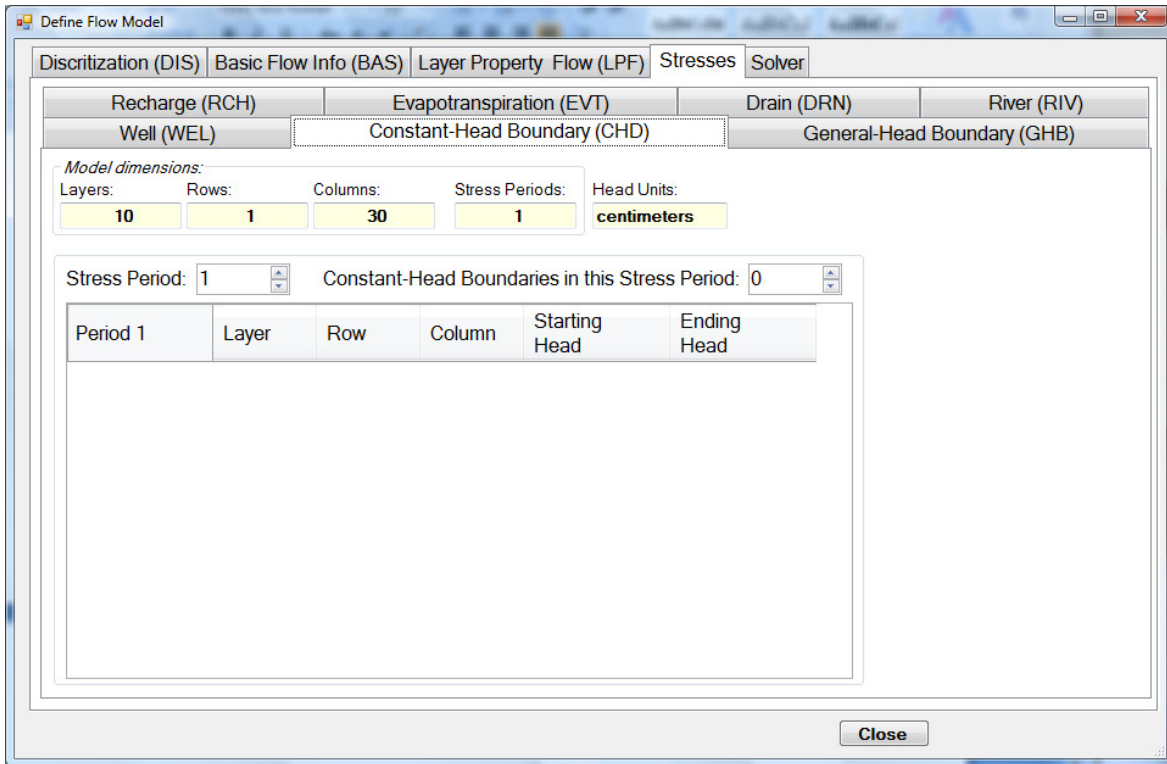 Define Flow Model
Discritization (DIS) Basic Flow Info (BAS) Layer Property Flow (LPF) Stresses Solver
Recharge (RCH) Evapotranspiration (EVT) Drain (DRN) River (RIV)
Well (WEL) Constant-Head Boundary (CHD) General-Head Boundary (GHB)
Model dimensions:
Layers: Rows: Columns: Stress Periods: Head Units:
10 1 30 1 centimeters
Stress Period: 1 Constant-Head Boundaries in this Stress Period: 0
Period 1 Layer Row Column Starting Head Ending Head
Close